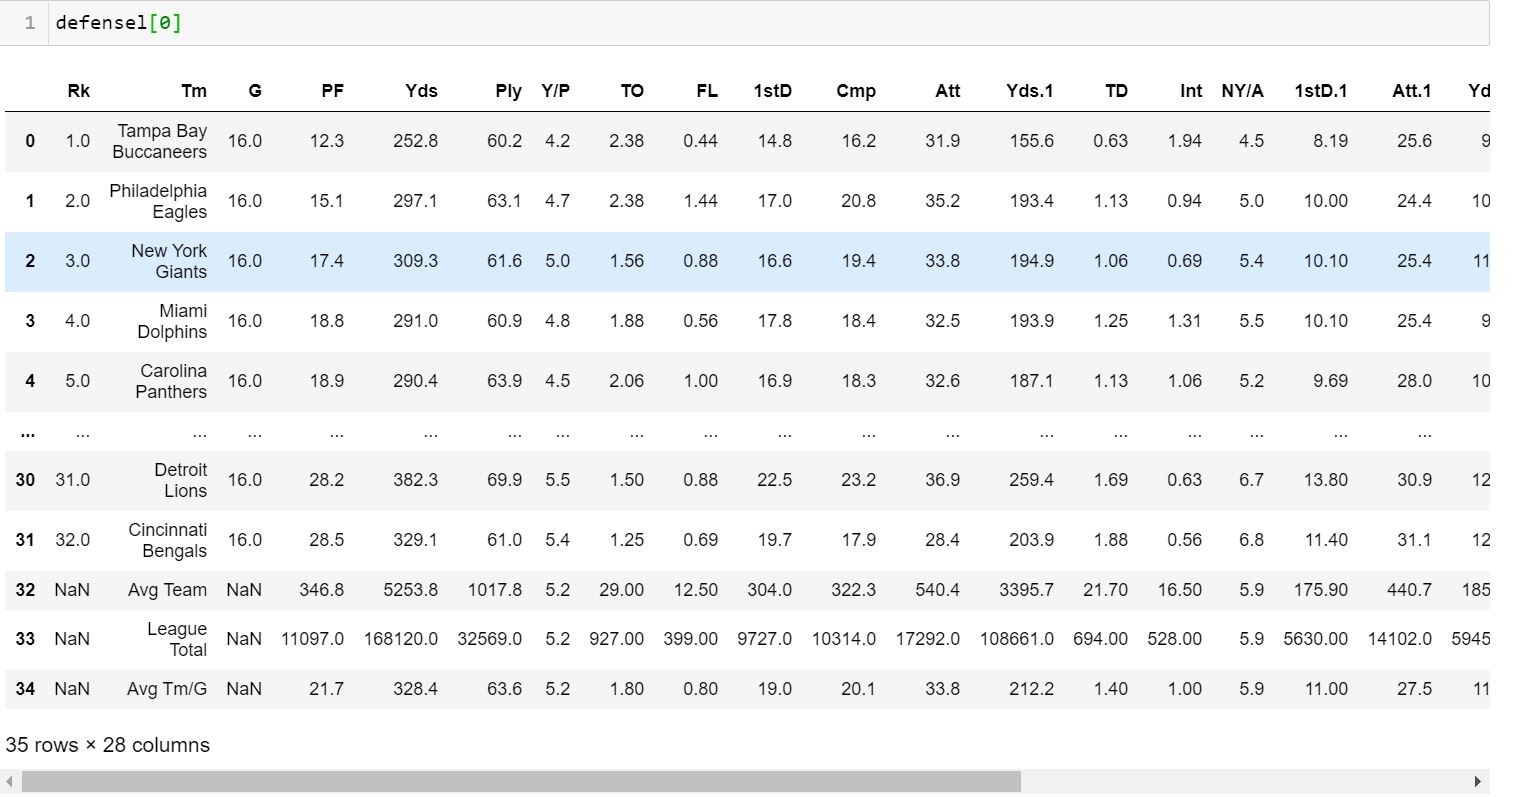 1 defensel[0]
Rk Tm G PF Yds Ply Y/P TO FL 1stD Cmp Att Yds.1 TD Int NY/A 1stD.1 Att.1 Yd
0 1.0 Tampa Bay Buccaneers 16.0 12.3 252.8 60.2 4.2 2.38 0.44 14.8 16.2 31.9 155.6 0.63 1.94 4.5 8.19 25.6 9
1 2.0 Philadelphia Eagles 16.0 15.1 297.1 63.1 4.7 2.38 1.44 17.0 20.8 35.2 193.4 1.13 0.94 5.0 10.00 24.4 10
2 3.0 New York Giants 16.0 17.4 309.3 61.6 5.0 1.56 0.88 16.6 19.4 33.8 194.9 1.06 0.69 5.4 10.10 25.4 11
3 4.0 Miami Dolphins 16.0 18.8 291.0 60.9 4.8 1.88 0.56 17.8 18.4 32.5 193.9 1.25 1.31 5.5 10.10 25.4 9
4 5.0 Carolina Panthers 16.0 18.9 290.4 63.9 4.5 2.06 1.00 16.9 18.3 32.6 187.1 1.13 1.06 5.2 9.69 28.0 10
... ... ... ... ... ... ... ... ... ... ... ... ... ... ... ... ... ... ...
30 31.0 Detroit Lions 16.0 28.2 382.3 69.9 5.5 1.50 0.88 22.5 23.2 36.9 259.4 1.69 0.63 6.7 13.80 30.9 12
31 32.0 Cincinnati Bengals 16.0 28.5 329.1 61.0 5.4 1.25 0.69 19.7 17.9 28.4 203.9 1.88 0.56 6.8 11.40 31.1 12
32 NaN Avg Team NaN 346.8 5253.8 1017.8 5.2 29.00 12.50 304.0 322.3 540.4 3395.7 21.70 16.50 5.9 175.90 440.7 185
33 NaN League Total NaN 11097.0 168120.0 32569.0 5.2 927.00 399.00 9727.0 10314.0 17292.0 108661.0 694.00 528.00 5.9 5630.00 14102.0 5945
34 NaN Avg Tm/G NaN 21.7 328.4 63.6 5.2 1.80 0.80 19.0 20.1 33.8 212.2 1.40 1.00 5.9 11.00 27.5 11
35 rows × 28 columns